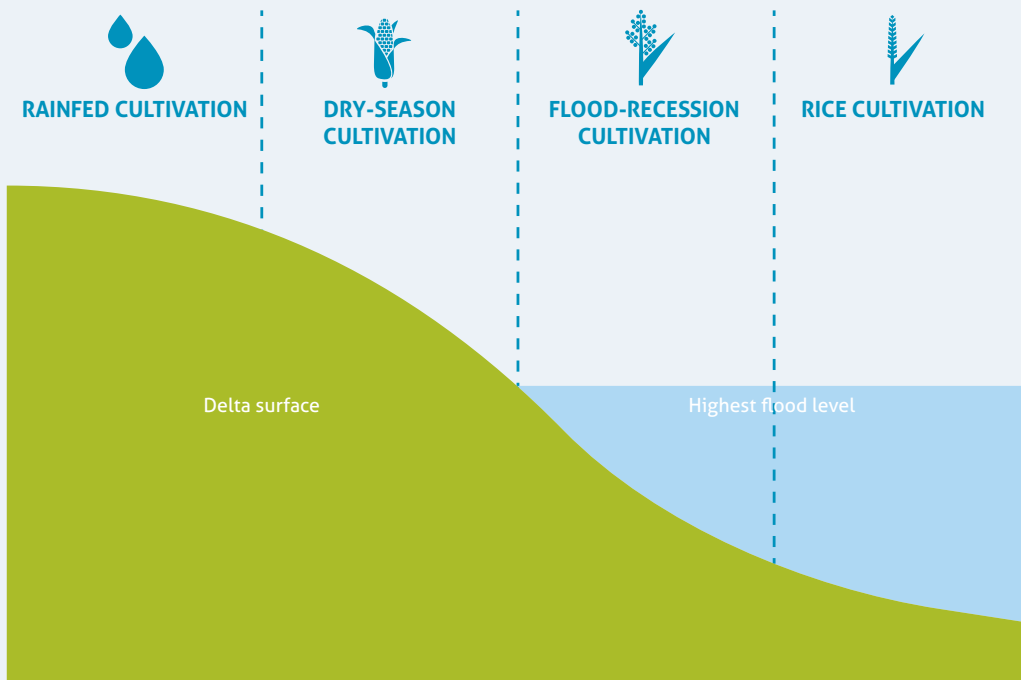 RAINFED CULTIVATION
DRY-SEASON
CULTIVATION
FLOOD-RECESSION
CULTIVATION
RICE CULTIVATION
Delta surface
Highest flood level